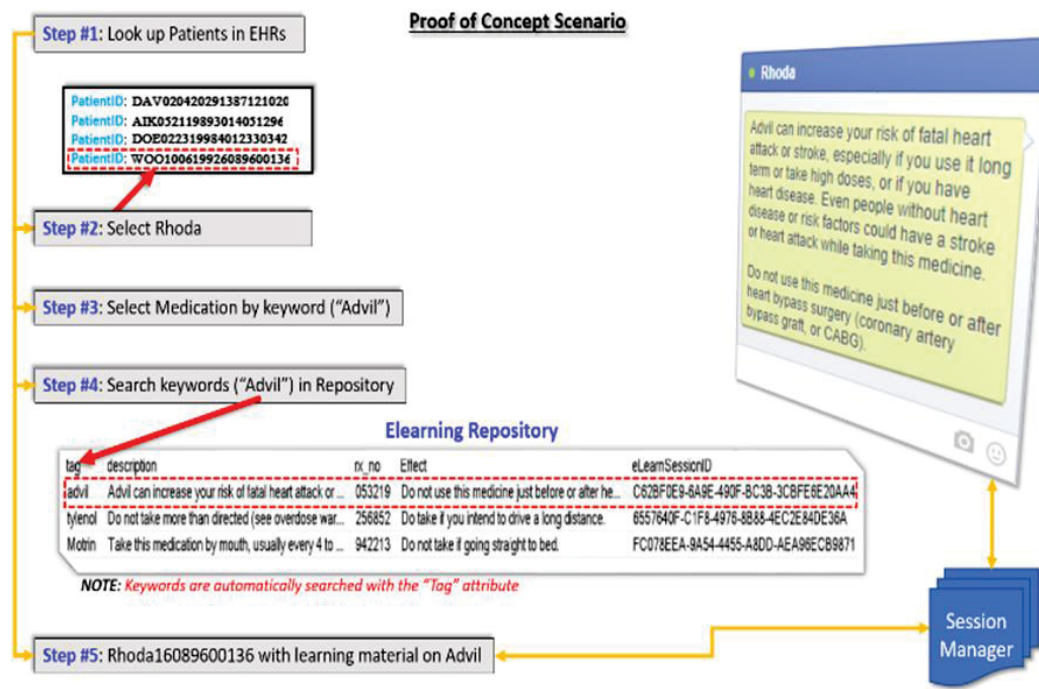 Proof of Concept Scenario
Step #1: Look up Patients in EHRs
PatientID: DAV020420291387121020
PatientID: AIK052119893014051296
PatientID: DOE022319984012330342
PatientID: WOO100619926089600136
Step #2: Select Rhoda
Step #3: Select Medication by keyword (“Advil”)
Step #4: Search keywords (“Advil”) in Repository
Rhoda
Advil can increase your risk of fatal heart
attack or stroke, especially if you use it long
term or take high doses, or if you have
heart disease. Even people without heart
disease or risk factors could have a stroke
or heart attack while taking this medicine.
Do not use this medicine just before or after
heart bypass surgery (coronary artery
bypass graft, or CABG).
Elearning Repository
tag description rx_no Effect eLearnSessionID
advil Advil can increase your risk of fatal heart attack or ... 053219 Do not use this medicine just before or after he... C62BF0E9-6A9E-490F-BC3B-3CBFE6E20AA4
tylenol Do not take more than directed (see overdose war... 256852 Do take if you intend to drive a long distance. 6557640F-C1F8-4976-8B88-4EC2E84DE36A
Motrin Take this medication by mouth, usually every 4 to ... 942213 Do not take if going straight to bed. FC078EEA-9A54-4455-A8DD-AEA96ECB9871
NOTE: Keywords are automatically searched with the “Tag” attribute
Step #5: Rhoda16089600136 with learning material on Advil
Session
Manager